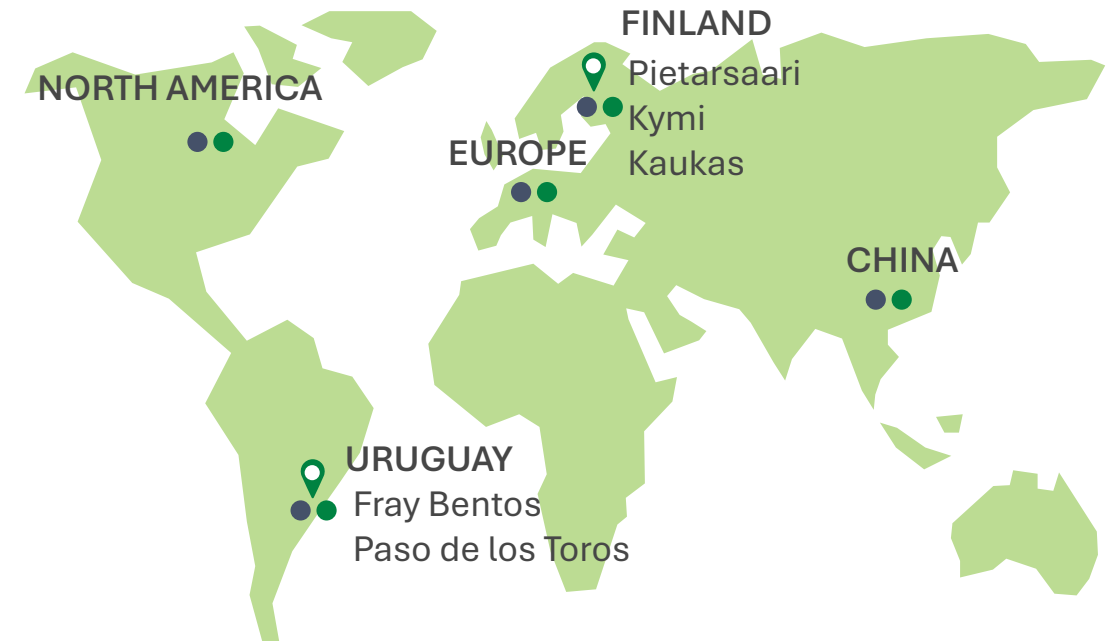 FINLAND
Pietarsaari
Kymi
Kaukas
NORTH AMERICA
EUROPE
CHINA
URUGUAY
Fray Bentos
Paso de los Toros